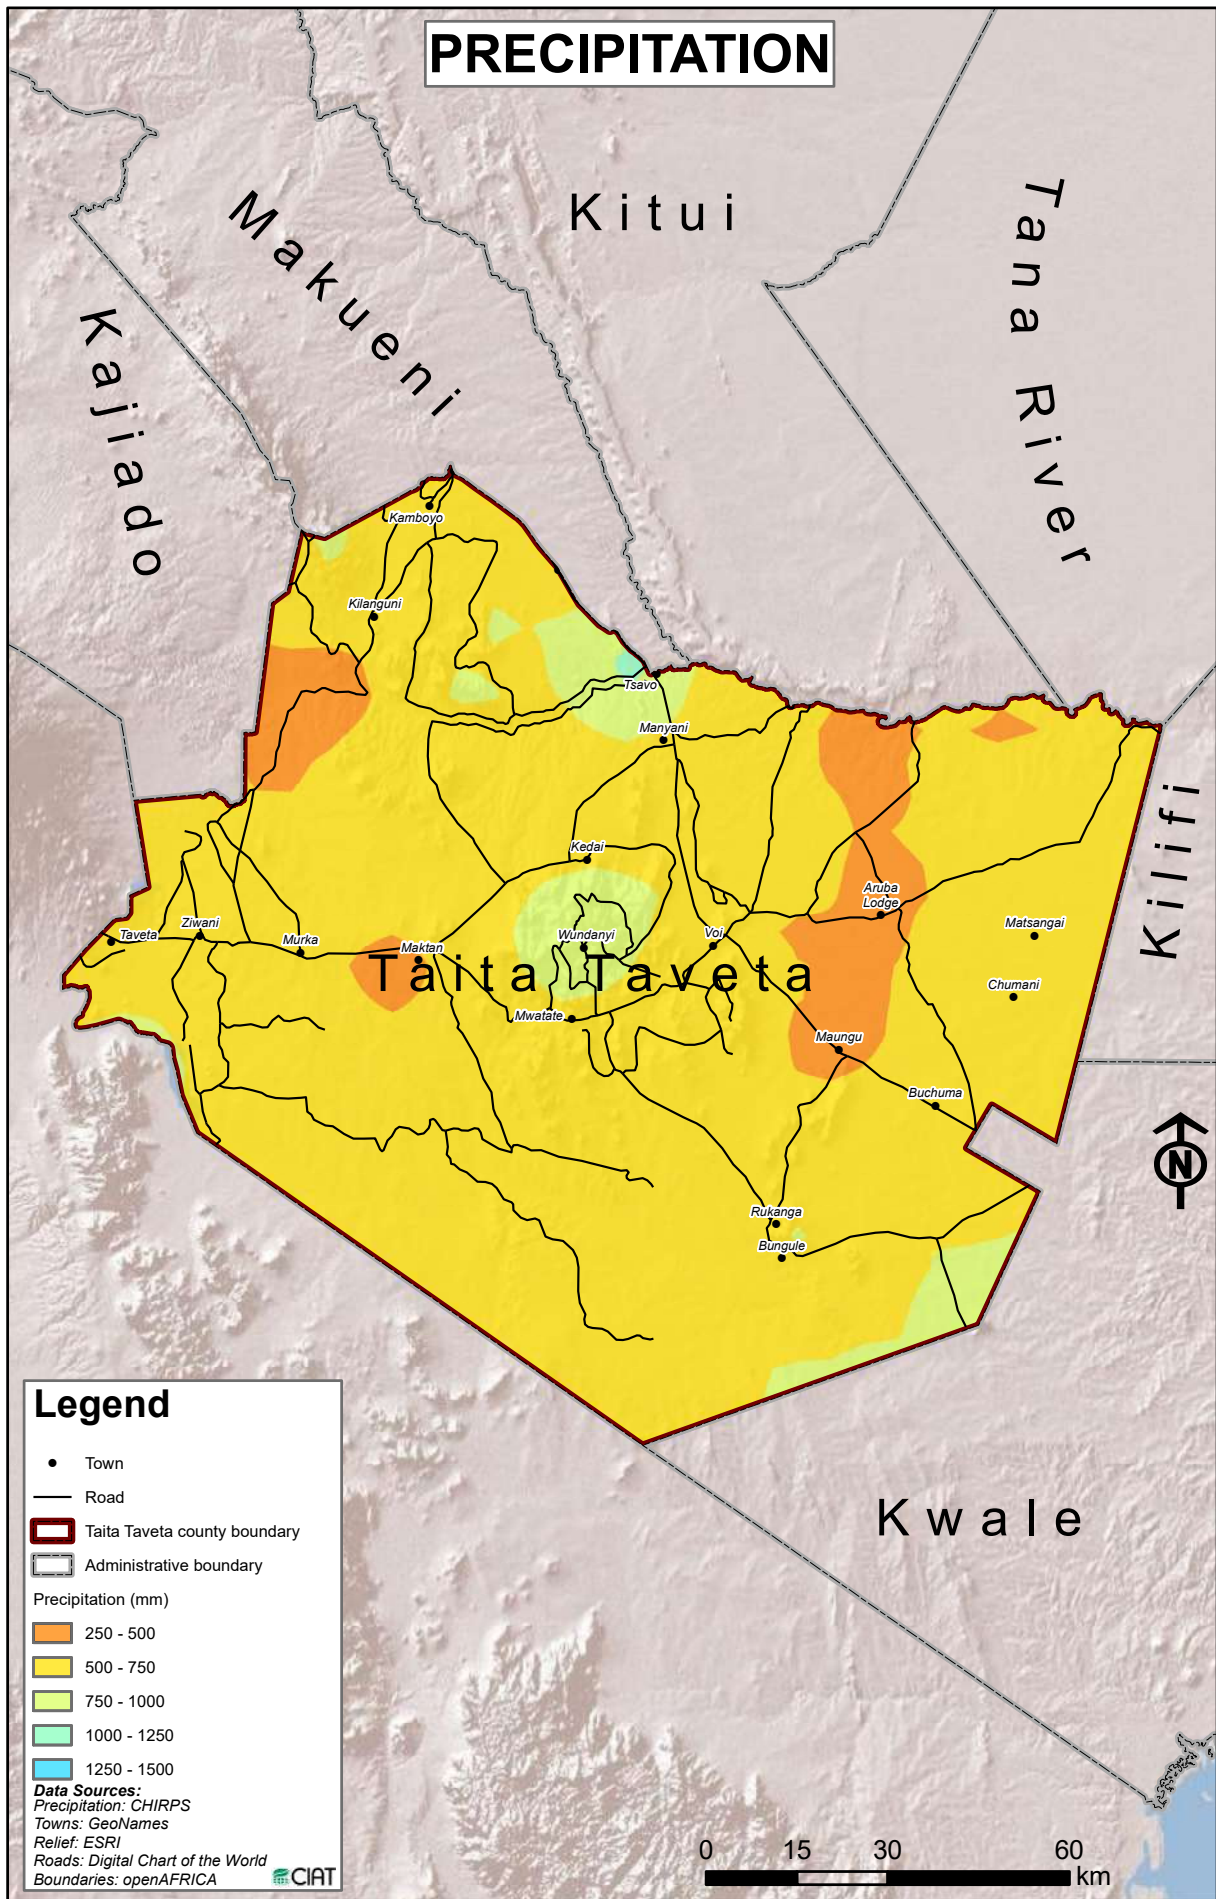 PRECIPITATION
Kitui
Tana River
Makueni
Kajiado
Kamboyo
Kilanguni
Tsavo
Manyani
Kilifi
Kedai
Aruba
Lodge
Taveta
Ziwani
Murka
Maktan
Wundanyi
Voi
Matsangai
Taita Taveta
Chumani
Mwatate
Maungu
Buchuma
N
Rukanga
Bungule
Kwale
Legend
Town
Road
Taita Taveta county boundary
Administrative boundary
Precipitation (mm)
250 - 500
500 - 750
750 - 1000
1000 - 1250
1250 - 1500
Data Sources:
Precipitation: CHIRPS
Towns: GeoNames
Relief: ESRI
Roads: Digital Chart of the World
Boundaries: openAFRICA
CIAT
0 15 30 60
km